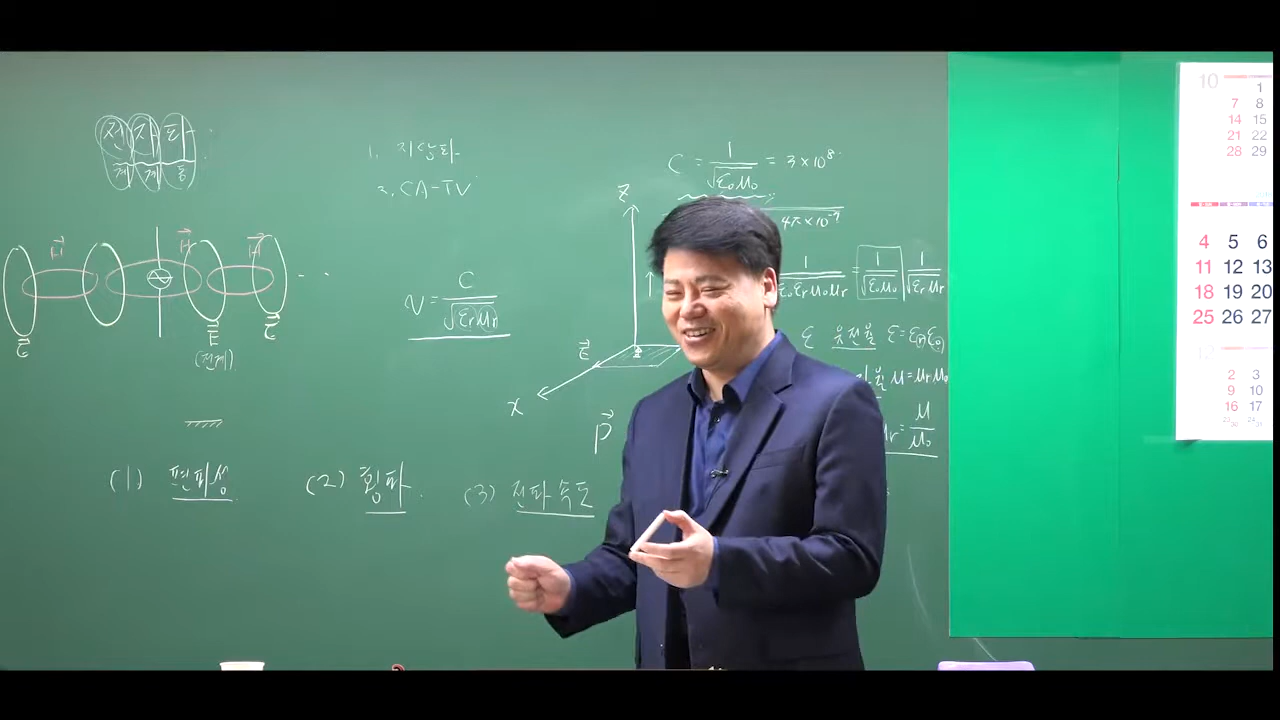 전자파
계 계 동
1. 지상파
2. CA-TV
C = 1/√ε₀μ₀ = 3×10⁸
4π×10⁻⁷
H H H
E E E
(전계)
v = C/√εrμr
Z
E
X
P
1/√ε₀εrμ₀μr = 1/√ε₀μ₀ 1/√εrμr
ε 유전율 ε=εrε₀
μ=μrμ₀
μr=μ/μ₀
(1) 편파성 (2) 횡파. (3) 전파속도
10
1
7 8
14 15
21 22
28 29
4 5 6
11 12 13
18 19 20
25 26 27
12
2 3
9 10
16 17